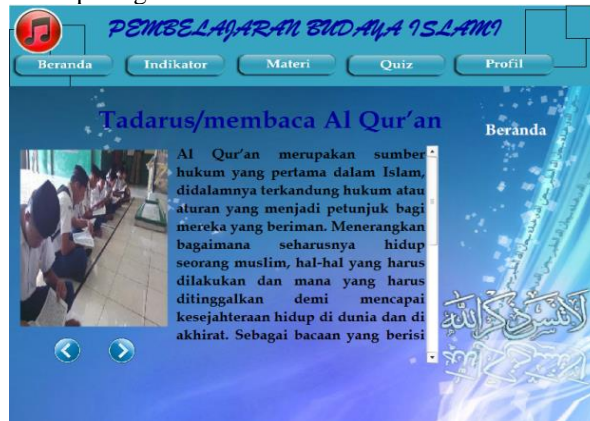 PEMBELAJARAN BUDAYA ISLAMI
Beranda Indikator Materi Quiz Profil
Tadarus/membaca Al Qur'an
Beranda
Al Qur'an merupakan sumber
hukum yang pertama dalam Islam,
didalamnya terkandung hukum atau
aturan yang menjadi petunjuk bagi
mereka yang beriman. Menerangkan
bagaimana seharusnya hidup
seorang muslim, hal-hal yang harus
dilakukan dan mana yang harus
ditinggalkan demi mencapai
kesejahteraan hidup di dunia dan di
akhirat. Sebagai bacaan yang berisi